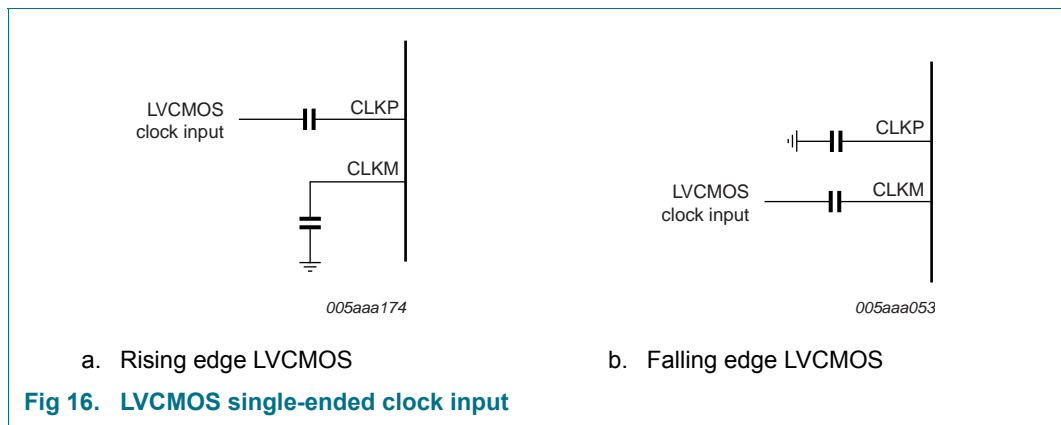 LVCMOS
clock input
CLKP
CLKM
005aaa174
a. Rising edge LVCMOS
CLKP
LVCMOS
clock input
CLKM
005aaa053
b. Falling edge LVCMOS
Fig 16. LVCMOS single-ended clock input